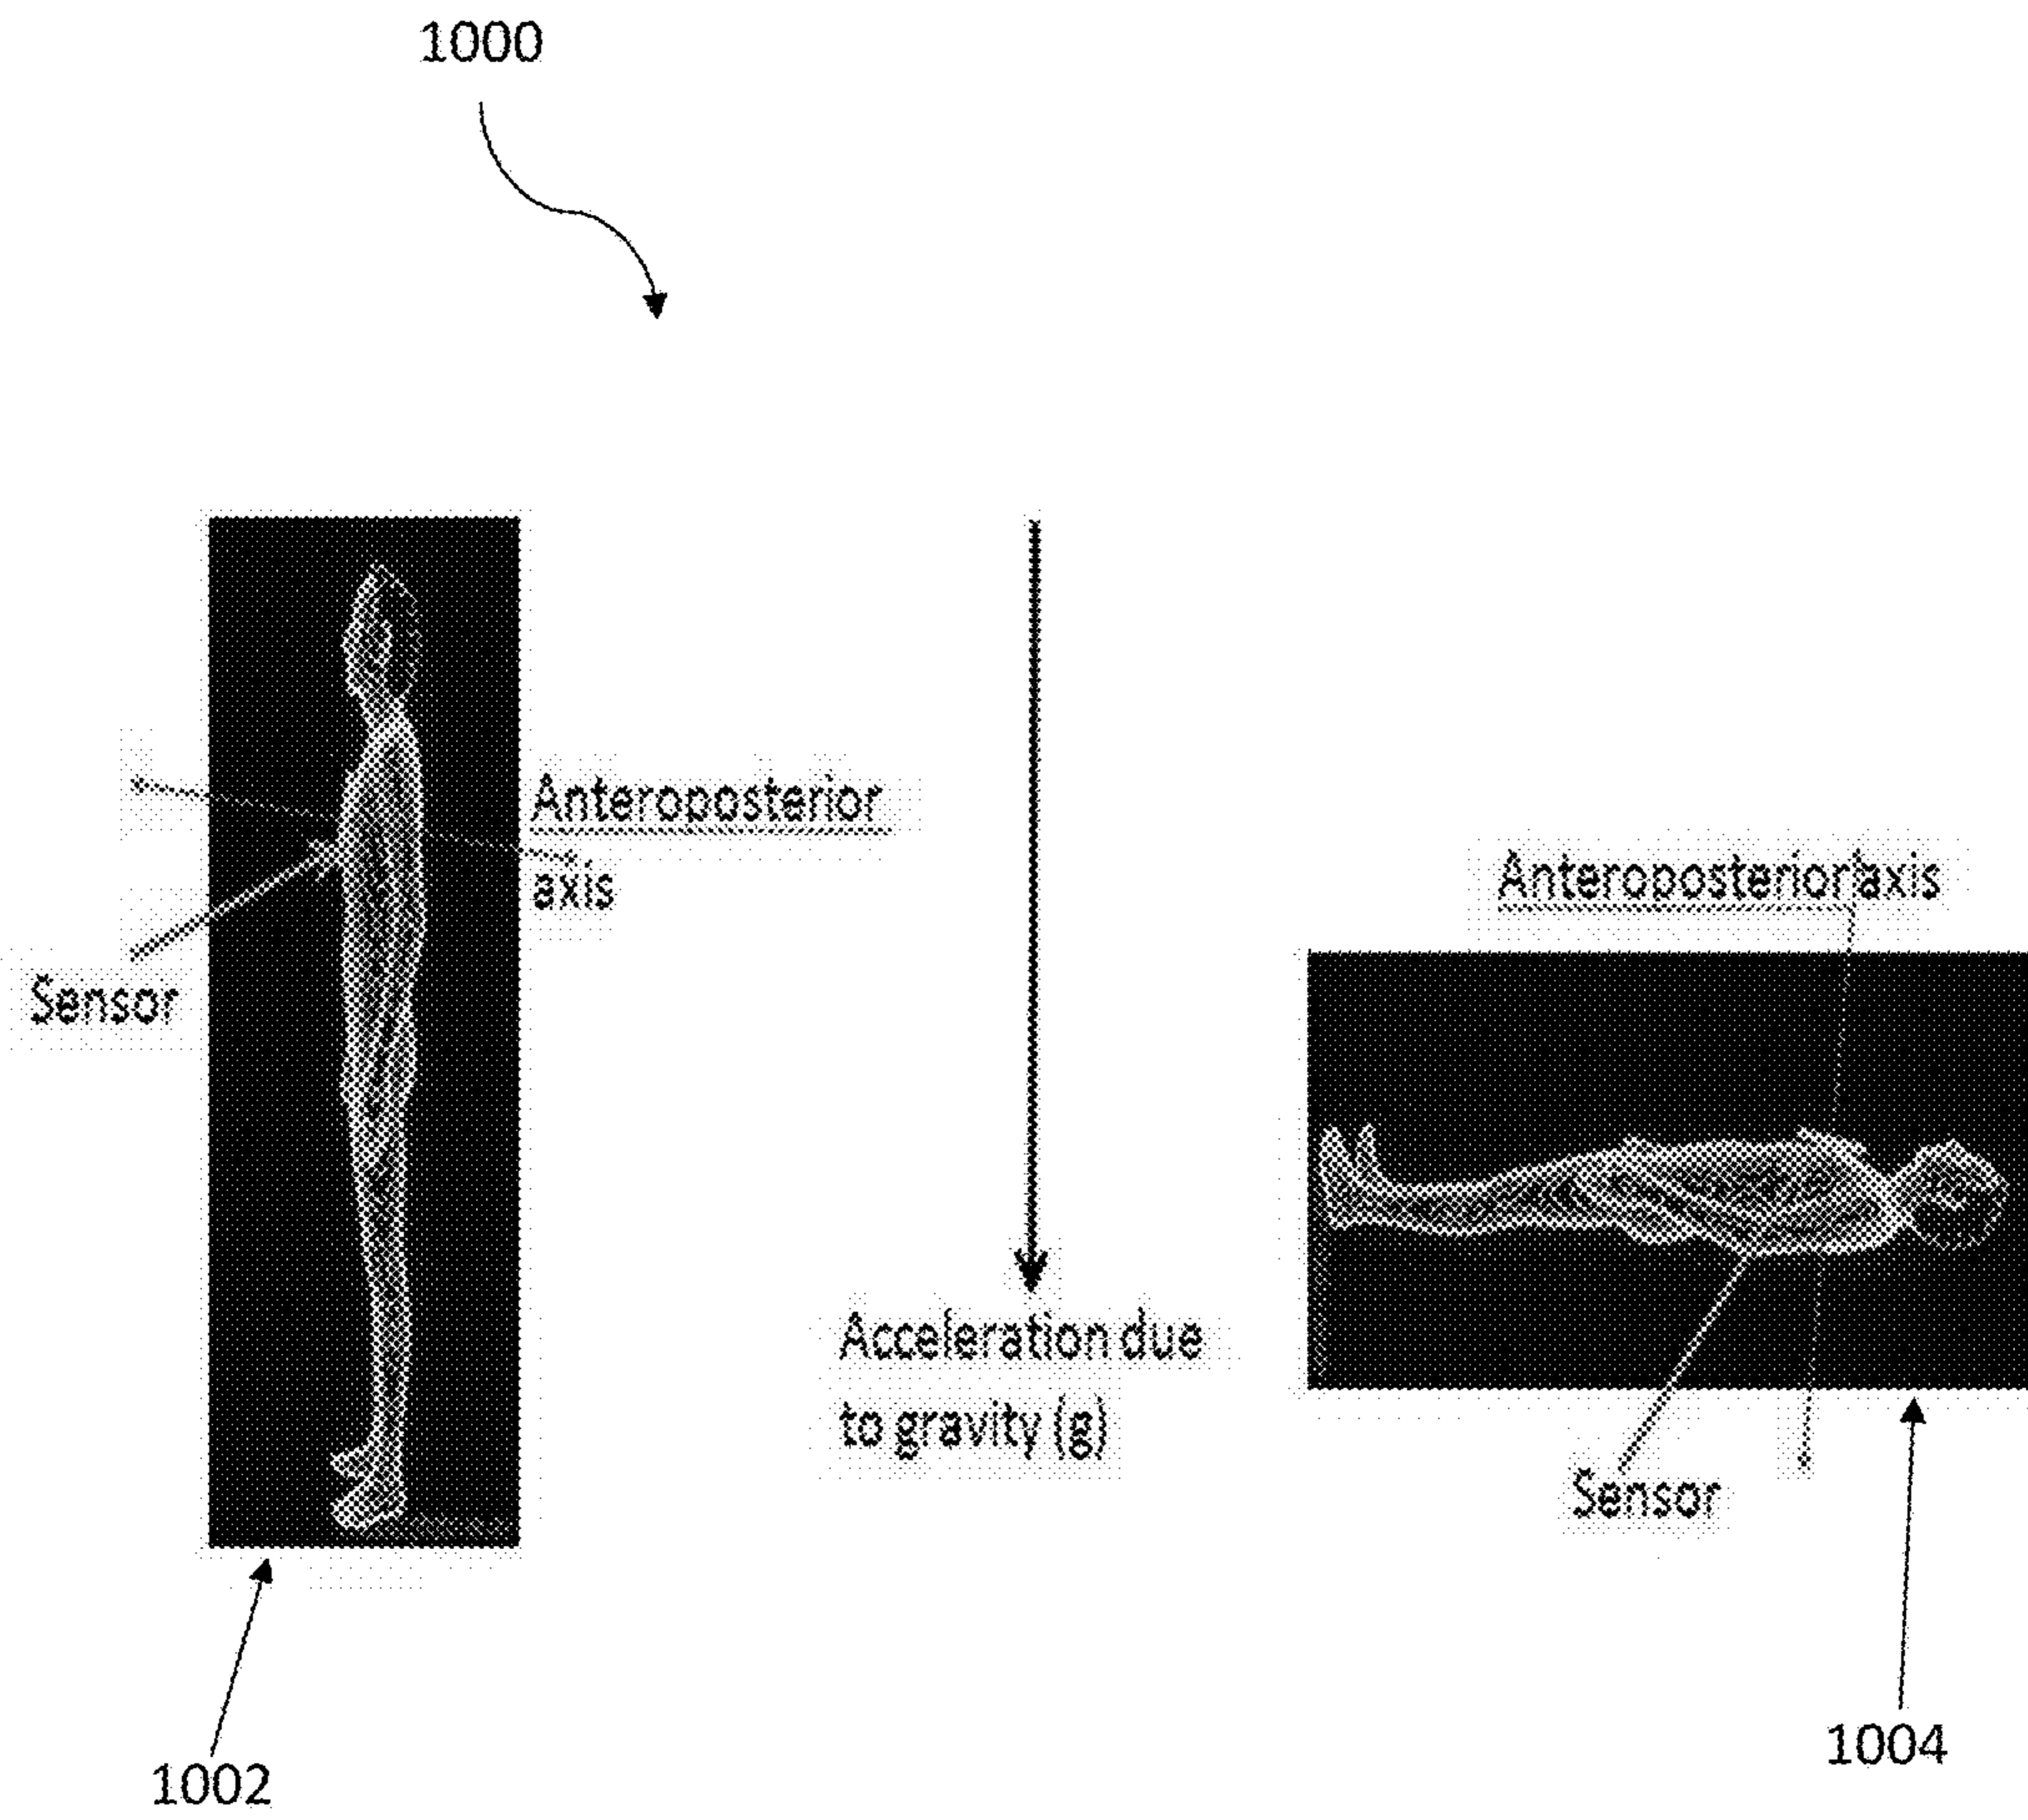 1000
Anteroposterior
axis
Sensor
Acceleration due
to gravity (g)
Anteroposterior axis
Sensor
1002
1004